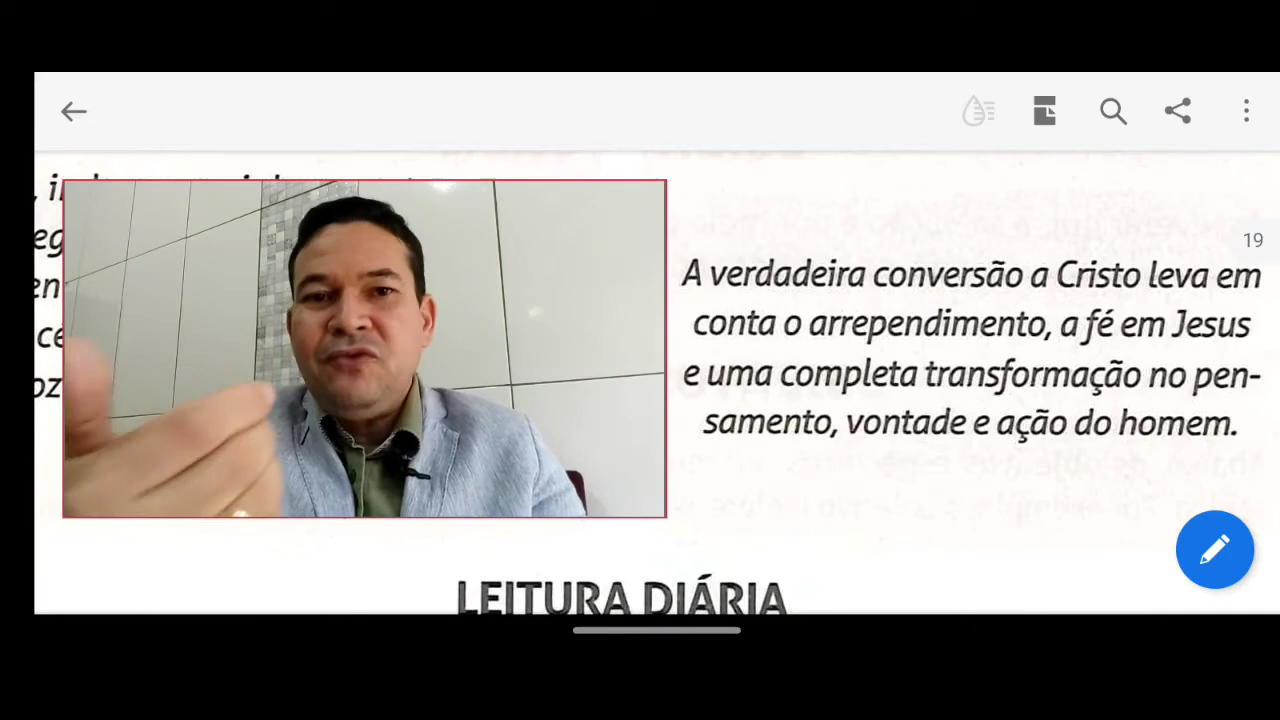 19
A verdadeira conversão a Cristo leva em
conta o arrependimento, a fé em Jesus
e uma completa transformação no pen-
samento, vontade e ação do homem.
LEITURA DIÁRIA